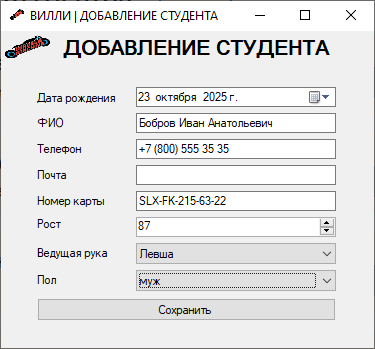 ВИЛЛИ | ДОБАВЛЕНИЕ СТУДЕНТА
ДОБАВЛЕНИЕ СТУДЕНТА
Дата рождения 23 октября 2025 г.
ФИО Бобров Иван Анатольевич
Телефон +7 (800) 555 35 35
Почта
Номер карты SLX-FK-215-63-22
Рост 87
Ведущая рука Левша
Пол муж
Сохранить